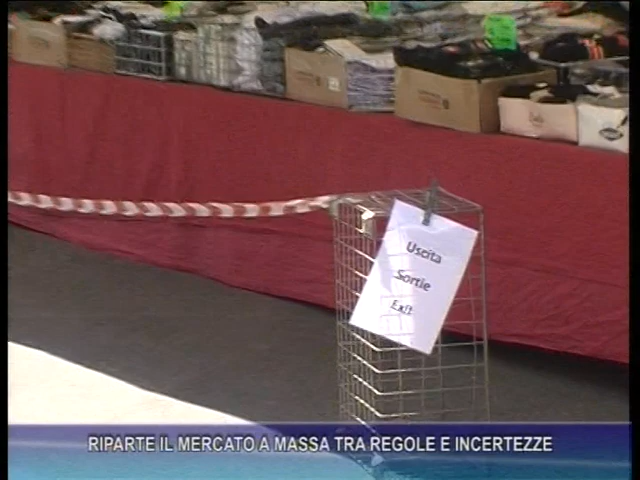 Uscita
Sortie
Exit
RIPARTE IL MERCATO A MASSA TRA REGOLE E INCERTEZZE